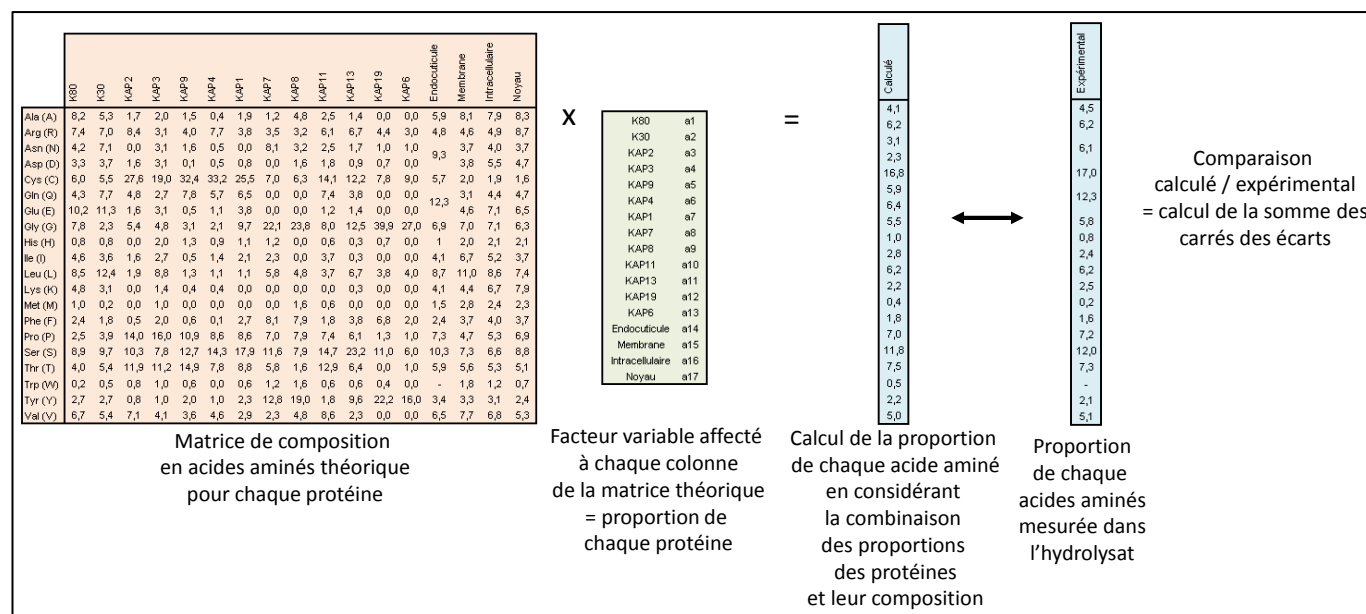 K80 K30 KAP2 KAP3 KAP9 KAP4 KAP1 KAP7 KAP8 KAP11 KAP13 KAP19 KAP6 Endocuticule Membrane Intracellulaire Noyau
Ala (A) 8,2 5,3 1,7 2,0 1,5 0,4 1,9 1,2 4,8 2,5 1,4 0,0 0,0 5,9 8,1 7,9 8,3
Arg (R) 7,4 7,0 8,4 3,1 4,0 7,7 3,8 3,5 3,2 6,1 6,7 4,4 3,0 4,8 4,6 4,9 8,7
Asn (N) 4,2 7,1 0,0 3,1 1,6 0,5 0,0 8,1 3,2 2,5 1,7 1,0 1,0 9,3 3,7 4,0 3,7
Asp (D) 3,3 3,7 1,6 3,1 0,1 0,5 0,8 0,0 1,6 1,8 0,9 0,7 0,0 3,8 5,5 4,7
Cys (C) 6,0 5,5 27,6 19,0 32,4 33,2 25,5 7,0 6,3 14,1 12,2 7,8 9,0 5,7 2,0 1,9 1,6
Gln (Q) 4,3 7,7 4,8 2,7 7,8 5,7 6,5 0,0 0,0 7,4 3,8 0,0 0,0 12,3 3,1 4,4 4,7
Glu (E) 10,2 11,3 1,6 3,1 0,5 1,1 3,8 0,0 0,0 1,2 1,4 0,0 0,0 4,6 7,1 6,5
Gly (G) 7,8 2,3 5,4 4,8 3,1 2,1 9,7 22,1 23,8 8,0 12,5 39,9 27,0 6,9 7,0 7,1 6,3
His (H) 0,8 0,8 0,0 2,0 1,3 0,9 1,1 1,2 0,0 0,6 0,3 0,7 0,0 1 2,0 2,1 2,1
Ile (I) 4,6 3,6 1,6 2,7 0,5 1,4 2,1 2,3 0,0 3,7 0,3 0,0 0,0 4,1 6,7 5,2 3,7
Leu (L) 8,5 12,4 1,9 8,8 1,3 1,1 1,1 5,8 4,8 3,7 6,7 3,8 4,0 8,7 11,0 8,6 7,4
Lys (K) 4,8 3,1 0,0 1,4 0,4 0,4 0,0 0,0 0,0 0,0 0,3 0,0 0,0 4,1 4,4 6,7 7,9
Met (M) 1,0 0,2 0,0 1,0 0,0 0,0 0,0 0,0 1,6 0,6 0,0 0,0 0,0 1,5 2,8 2,4 2,3
Phe (F) 2,4 1,8 0,5 2,0 0,6 0,1 2,7 8,1 7,9 1,8 3,8 6,8 2,0 2,4 3,7 4,0 3,7
Pro (P) 2,5 3,9 14,0 16,0 10,9 8,6 8,6 7,0 7,9 7,4 6,1 1,3 1,0 7,3 4,7 5,3 6,9
Ser (S) 8,9 9,7 10,3 7,8 12,7 14,3 17,9 11,6 7,9 14,7 23,2 11,0 6,0 10,3 7,3 6,6 8,8
Thr (T) 4,0 5,4 11,9 11,2 14,9 7,8 8,8 5,8 1,6 12,9 6,4 0,0 1,0 5,9 5,6 5,3 5,1
Trp (W) 0,2 0,5 0,8 1,0 0,6 0,0 0,6 1,2 1,6 0,6 0,6 0,4 0,0 - 1,8 1,2 0,7
Tyr (Y) 2,7 2,7 0,8 1,0 2,0 1,0 2,3 12,8 19,0 1,8 9,6 22,2 16,0 3,4 3,3 3,1 2,4
Val (V) 6,7 5,4 7,1 4,1 3,6 4,6 2,9 2,3 4,8 8,6 2,3 0,0 0,0 6,5 7,7 6,8 5,3
Matrice de composition
en acides aminés théorique
pour chaque protéine
x
K80 a1
K30 a2
KAP2 a3
KAP3 a4
KAP9 a5
KAP4 a6
KAP1 a7
KAP7 a8
KAP8 a9
KAP11 a10
KAP13 a11
KAP19 a12
KAP6 a13
Endocuticule a14
Membrane a15
Intracellulaire a16
Noyau a17
Facteur variable affecté
à chaque colonne
de la matrice théorique
= proportion de
chaque protéine
=
Calculé
4,1
6,2
3,1
2,3
16,8
5,9
6,4
5,5
1,0
2,8
6,2
2,2
0,4
1,8
7,0
11,8
7,5
0,5
2,2
5,0
Calcul de la proportion
de chaque acide aminé
en considérant
la combinaison
des proportions
des protéines
et leur composition
Expérimental
4,5
6,2
6,1
17,0
12,3
5,8
0,8
2,4
6,2
2,5
0,2
1,6
7,2
12,0
7,3
-
2,1
5,1
Proportion
de chaque
acides aminés
mesurée dans
l'hydrolysat
Comparaison
calculé / expérimental
= calcul de la somme des
carrés des écarts